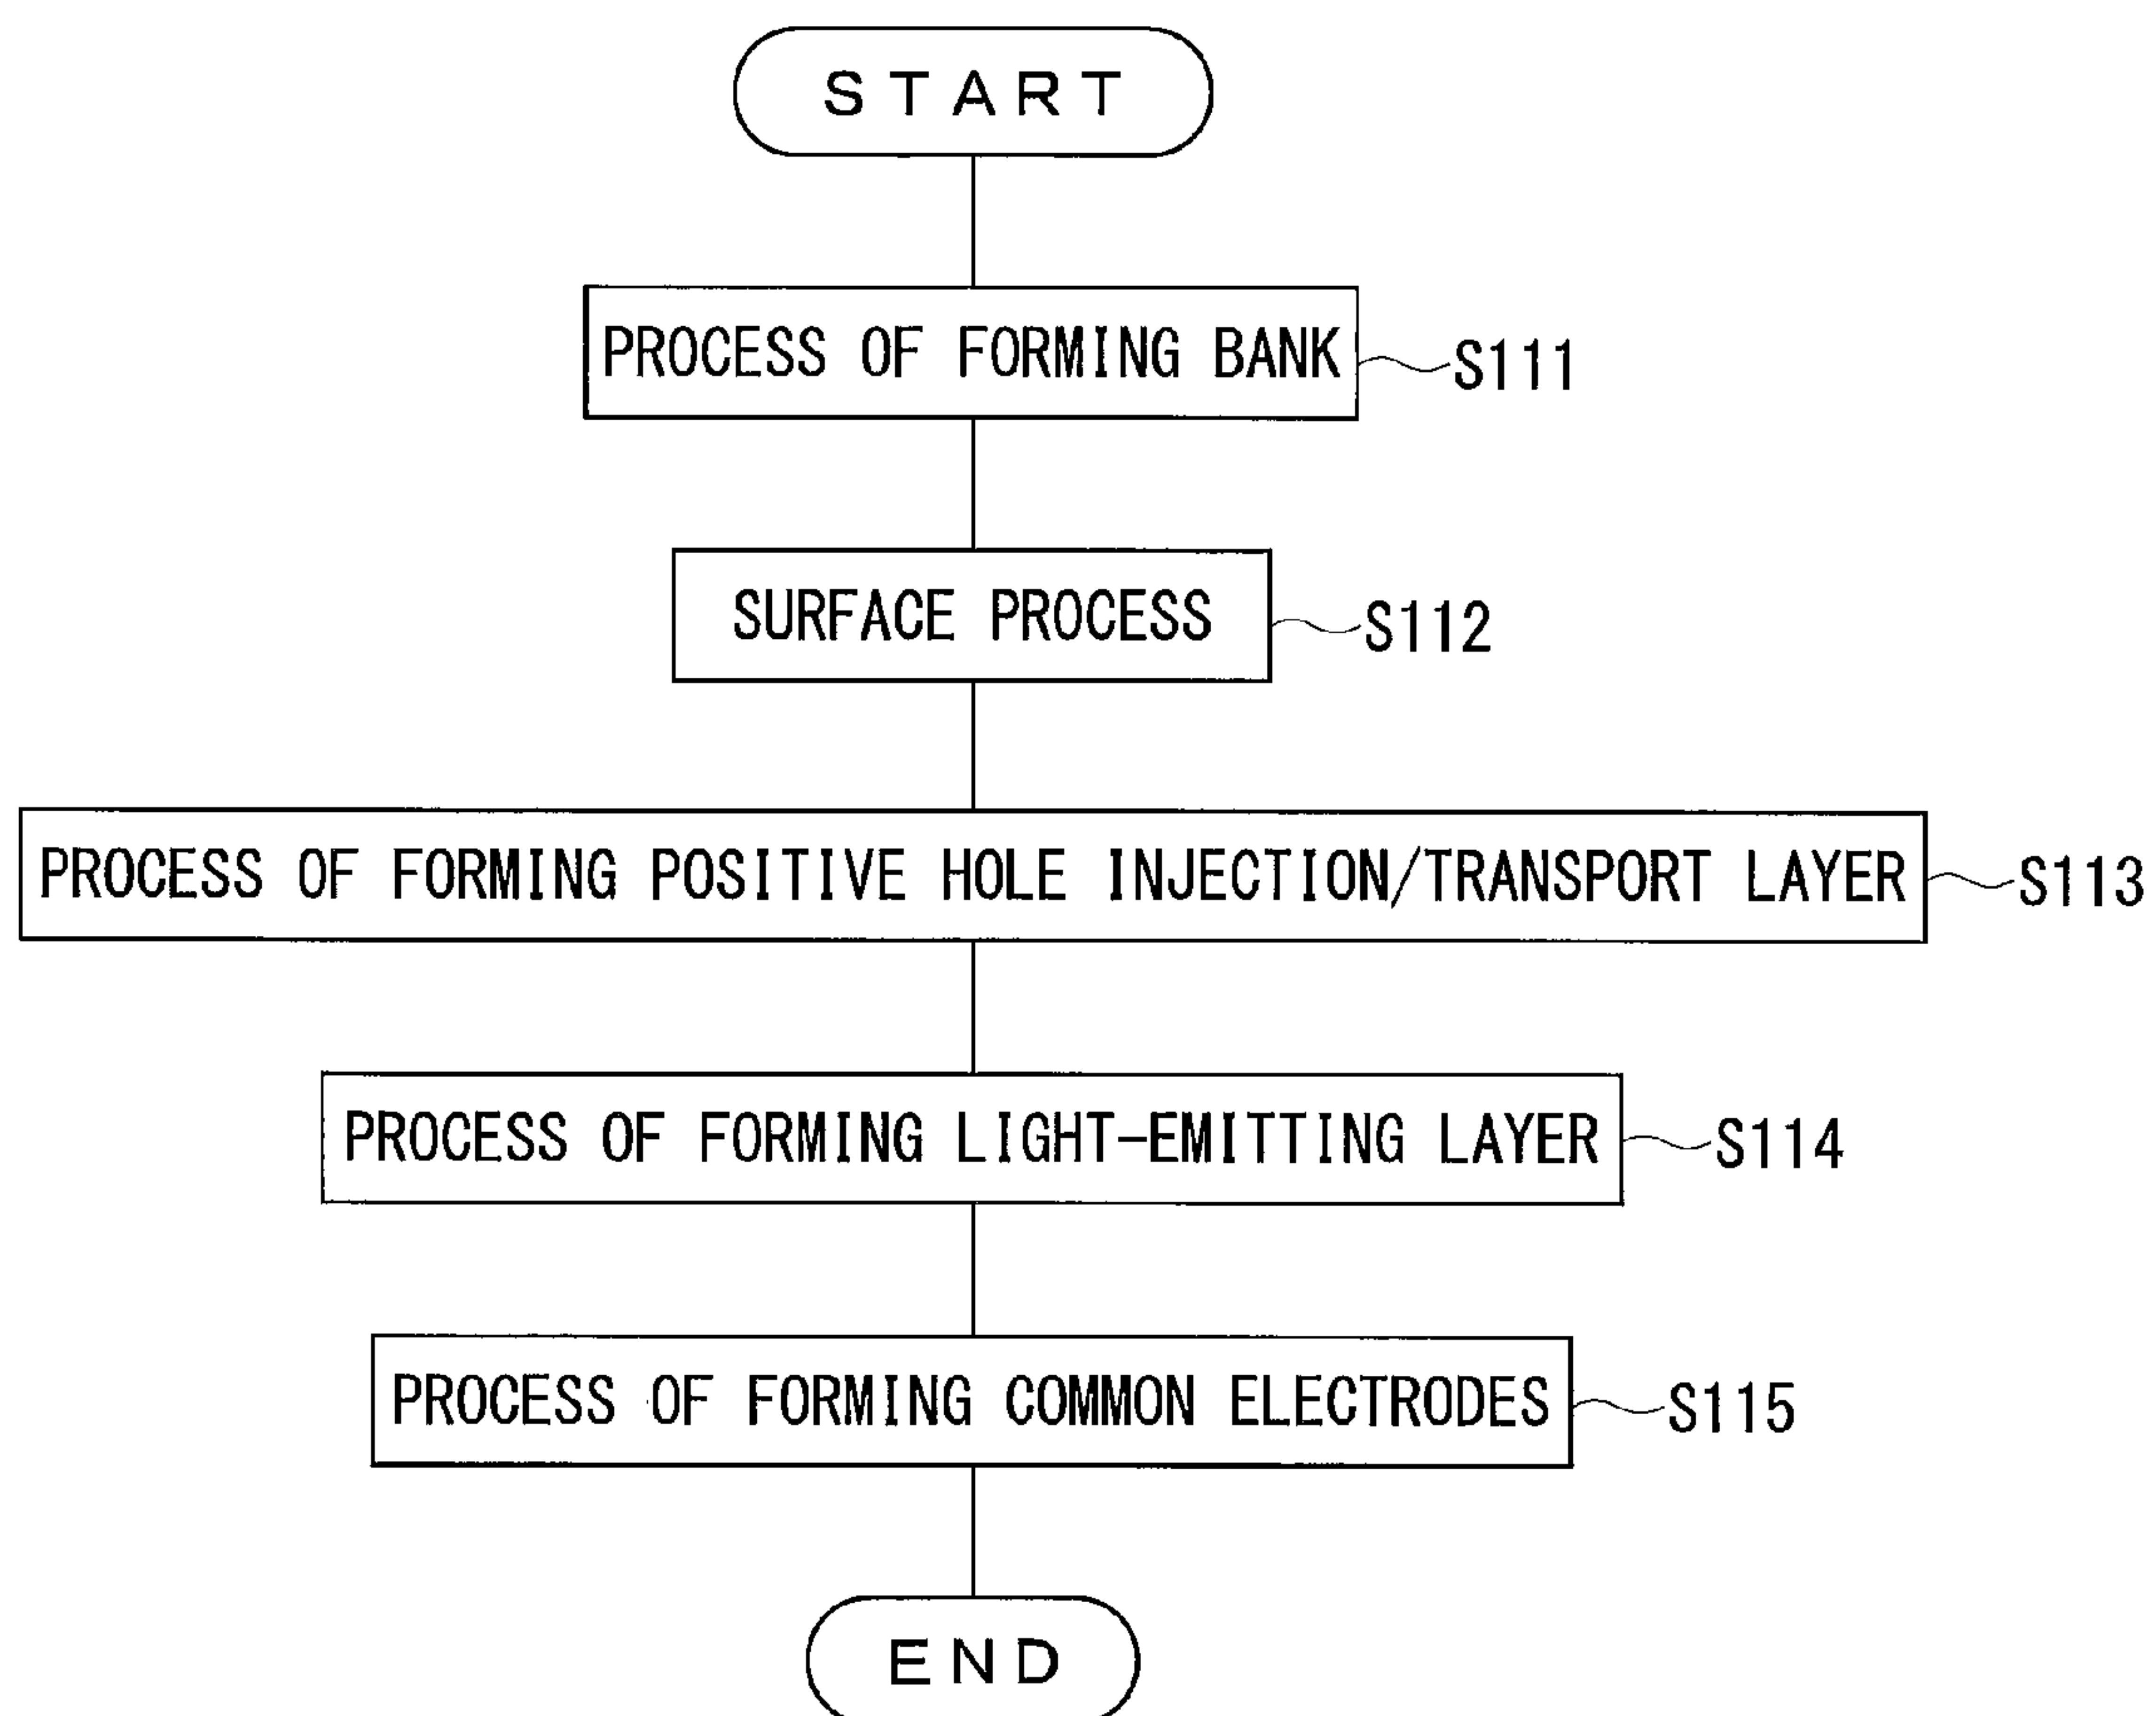 START
PROCESS OF FORMING BANK S111
SURFACE PROCESS S112
PROCESS OF FORMING POSITIVE HOLE INJECTION/TRANSPORT LAYER S113
PROCESS OF FORMING LIGHT-EMITTING LAYER S114
PROCESS OF FORMING COMMON ELECTRODES S115
END